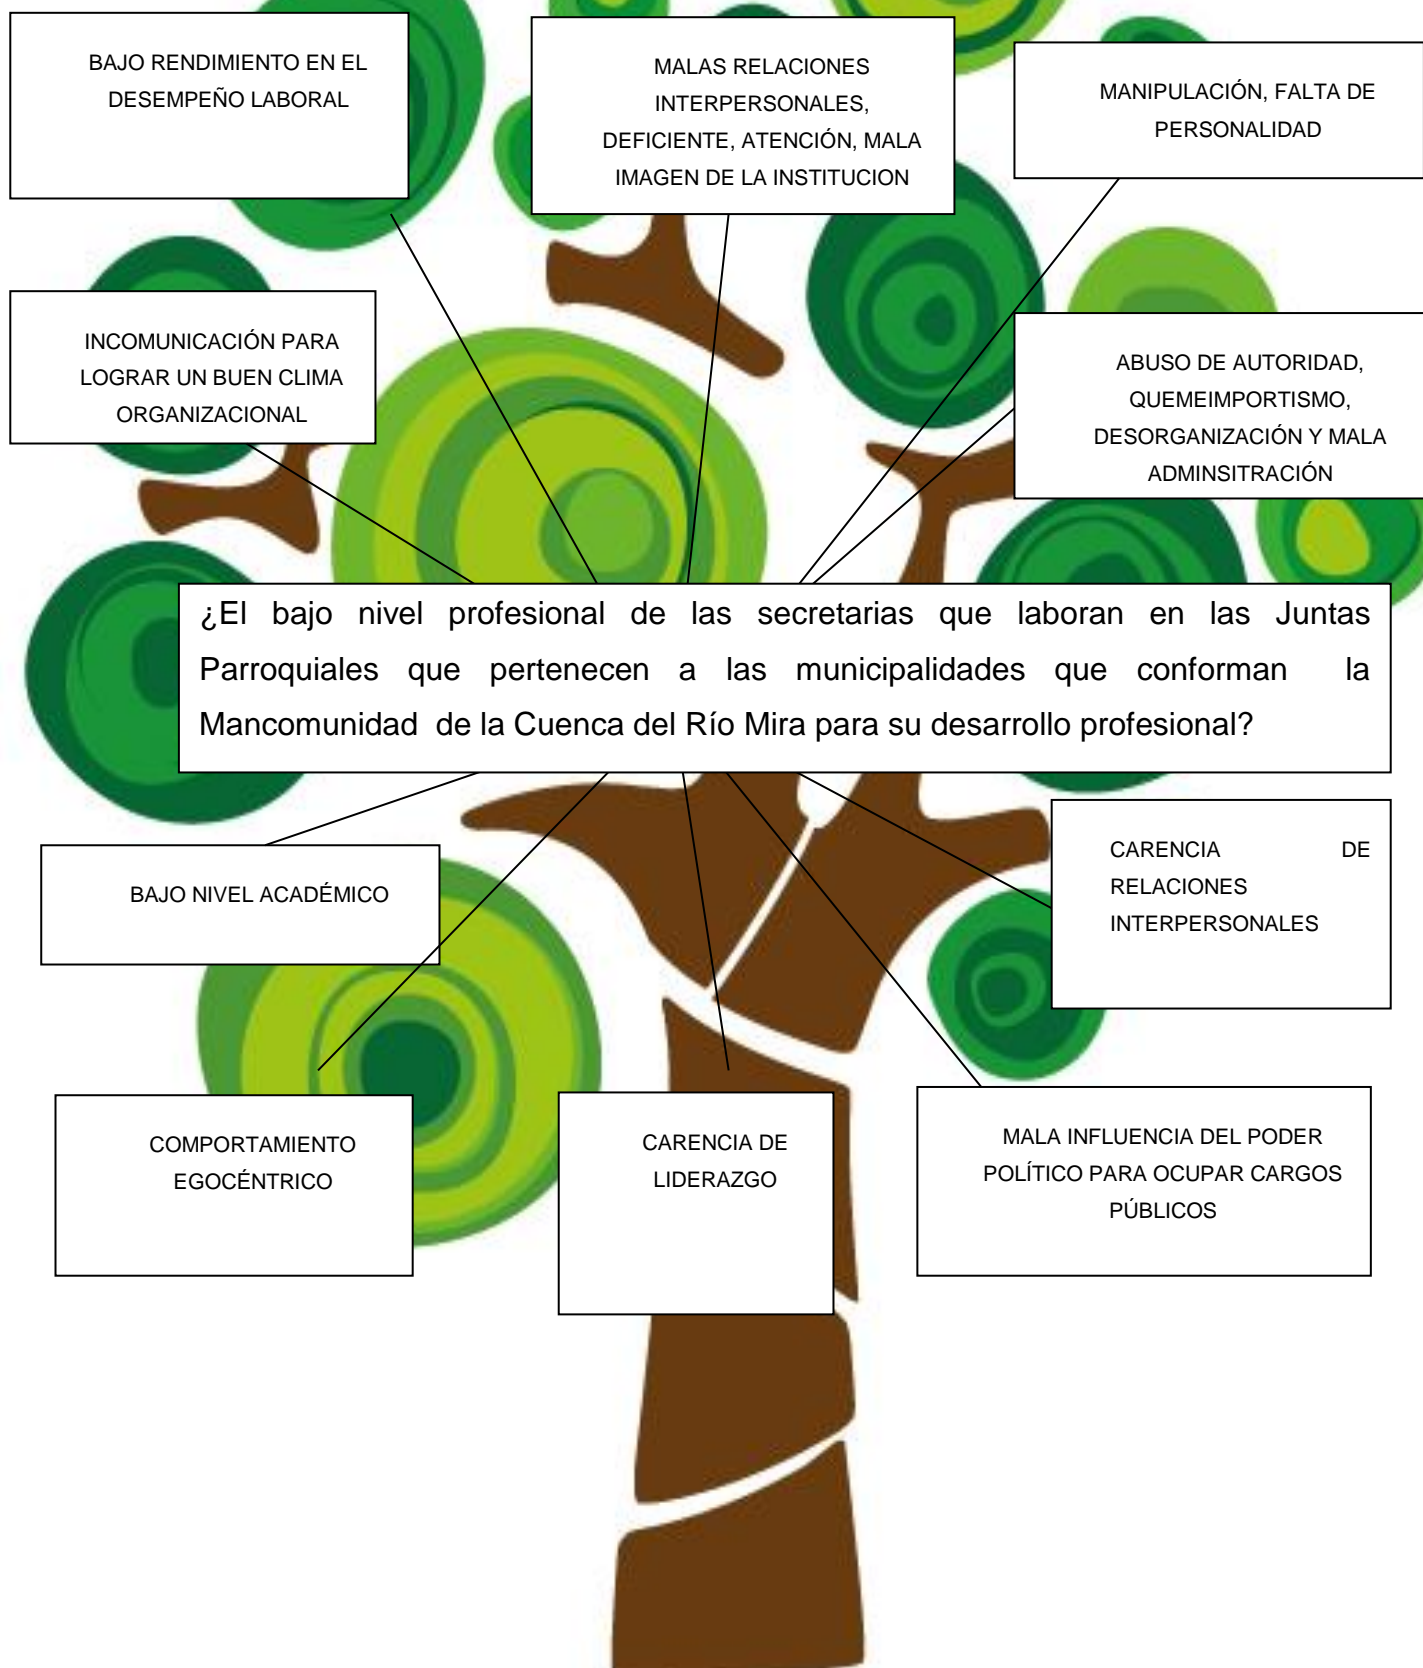 BAJO RENDIMIENTO EN EL
DESEMPEÑO LABORAL
MALAS RELACIONES
INTERPERSONALES,
DEFICIENTE, ATENCIÓN, MALA
IMAGEN DE LA INSTITUCION
MANIPULACIÓN, FALTA DE
PERSONALIDAD
INCOMUNICACIÓN PARA
LOGRAR UN BUEN CLIMA
ORGANIZACIONAL
ABUSO DE AUTORIDAD,
QUEMEIMPORTISMO,
DESORGANIZACIÓN Y MALA
ADMINSITRACIÓN
¿El bajo nivel profesional de las secretarias que laboran en las Juntas
Parroquiales que pertenecen a las municipalidades que conforman la
Mancomunidad de la Cuenca del Río Mira para su desarrollo profesional?
BAJO NIVEL ACADÉMICO
CARENCIA DE
RELACIONES
INTERPERSONALES
COMPORTAMIENTO
EGOCÉNTRICO
CARENCIA DE
LIDERAZGO
MALA INFLUENCIA DEL PODER
POLÍTICO PARA OCUPAR CARGOS
PÚBLICOS